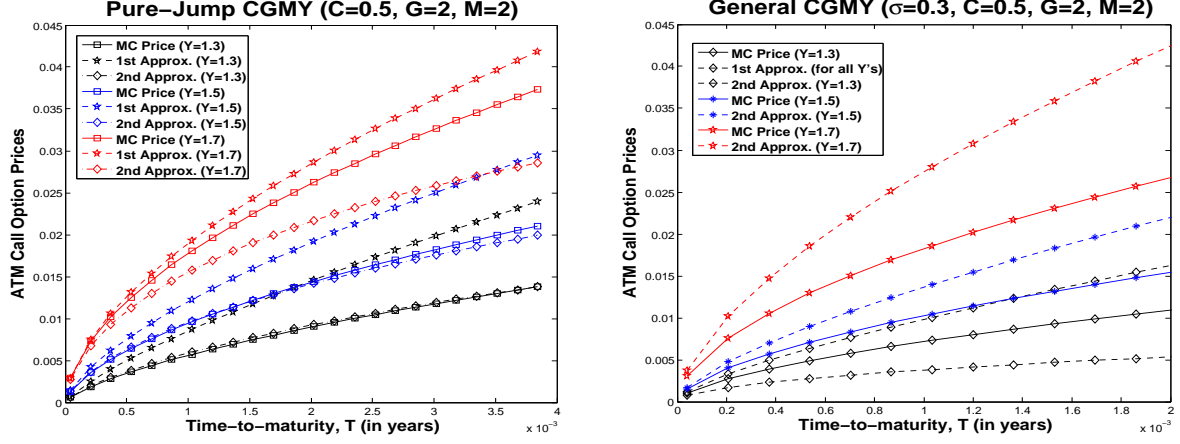 Pure−Jump CGMY (C=0.5, G=2, M=2)
MC Price (Y=1.3)
1st Approx. (Y=1.3)
2nd Approx. (Y=1.3)
MC Price (Y=1.5)
1st Approx. (Y=1.5)
2nd Approx. (Y=1.5)
MC Price (Y=1.7)
1st Approx. (Y=1.7)
2nd Approx. (Y=1.7)
ATM Call Option Prices
0.045
0.04
0.035
0.03
0.025
0.02
0.015
0.01
0.005
0
0 0.5 1 1.5 2 2.5 3 3.5 4
x 10⁻³
Time−to−maturity, T (in years)
General CGMY (σ=0.3, C=0.5, G=2, M=2)
MC Price (Y=1.3)
1st Approx. (for all Y's)
2nd Approx. (Y=1.3)
MC Price (Y=1.5)
2nd Approx. (Y=1.5)
MC Price (Y=1.7)
2nd Approx. (Y=1.7)
ATM Call Option Prices
0.045
0.04
0.035
0.03
0.025
0.02
0.015
0.01
0.005
0
0 0.2 0.4 0.6 0.8 1 1.2 1.4 1.6 1.8 2
x 10⁻³
Time−to−maturity, T (in years)